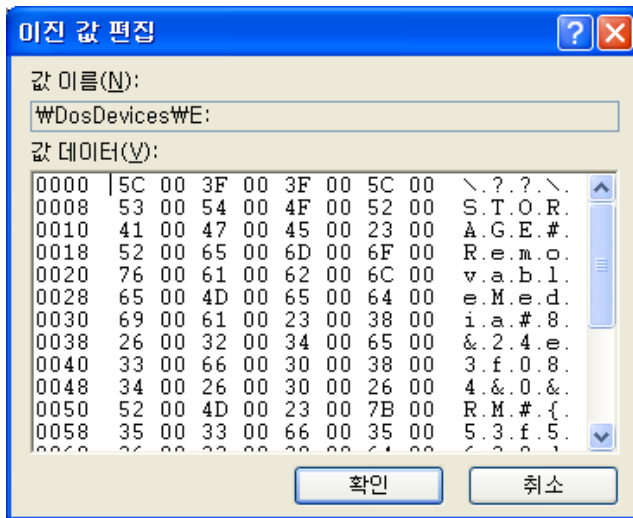 이진 값 편집
값 이름(N):
₩DosDevices₩E:
값 데이터(V):
0000 5C 00 3F 00 3F 00 5C 00 \.?.?.\.
0008 53 00 54 00 4F 00 52 00 S.T.O.R.
0010 41 00 47 00 45 00 23 00 A.G.E.#.
0018 52 00 65 00 6D 00 6F 00 R.e.m.o.
0020 76 00 61 00 62 00 6C 00 v.a.b.l.
0028 65 00 4D 00 65 00 64 00 e.M.e.d.
0030 69 00 61 00 23 00 38 00 i.a.#.8.
0038 26 00 32 00 34 00 65 00 &.2.4.e.
0040 33 00 66 00 30 00 38 00 3.f.0.8.
0048 34 00 26 00 30 00 26 00 4.&.0.&.
0050 52 00 4D 00 23 00 7B 00 R.M.#.{.
0058 35 00 33 00 66 00 35 00 5.3.f.5.
확인 취소